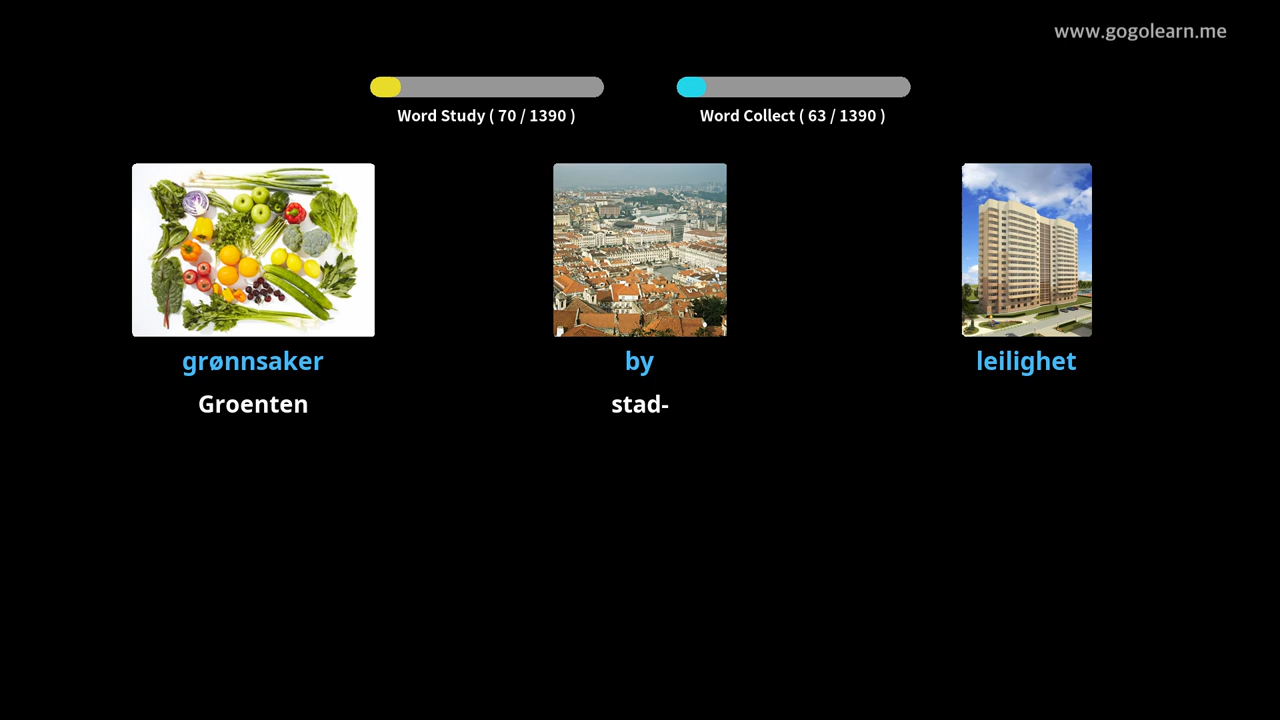 www.gogolearn.me
Word Study ( 70 / 1390 )
Word Collect ( 63 / 1390 )
grønnsaker
by
leilighet
Groenten
stad-